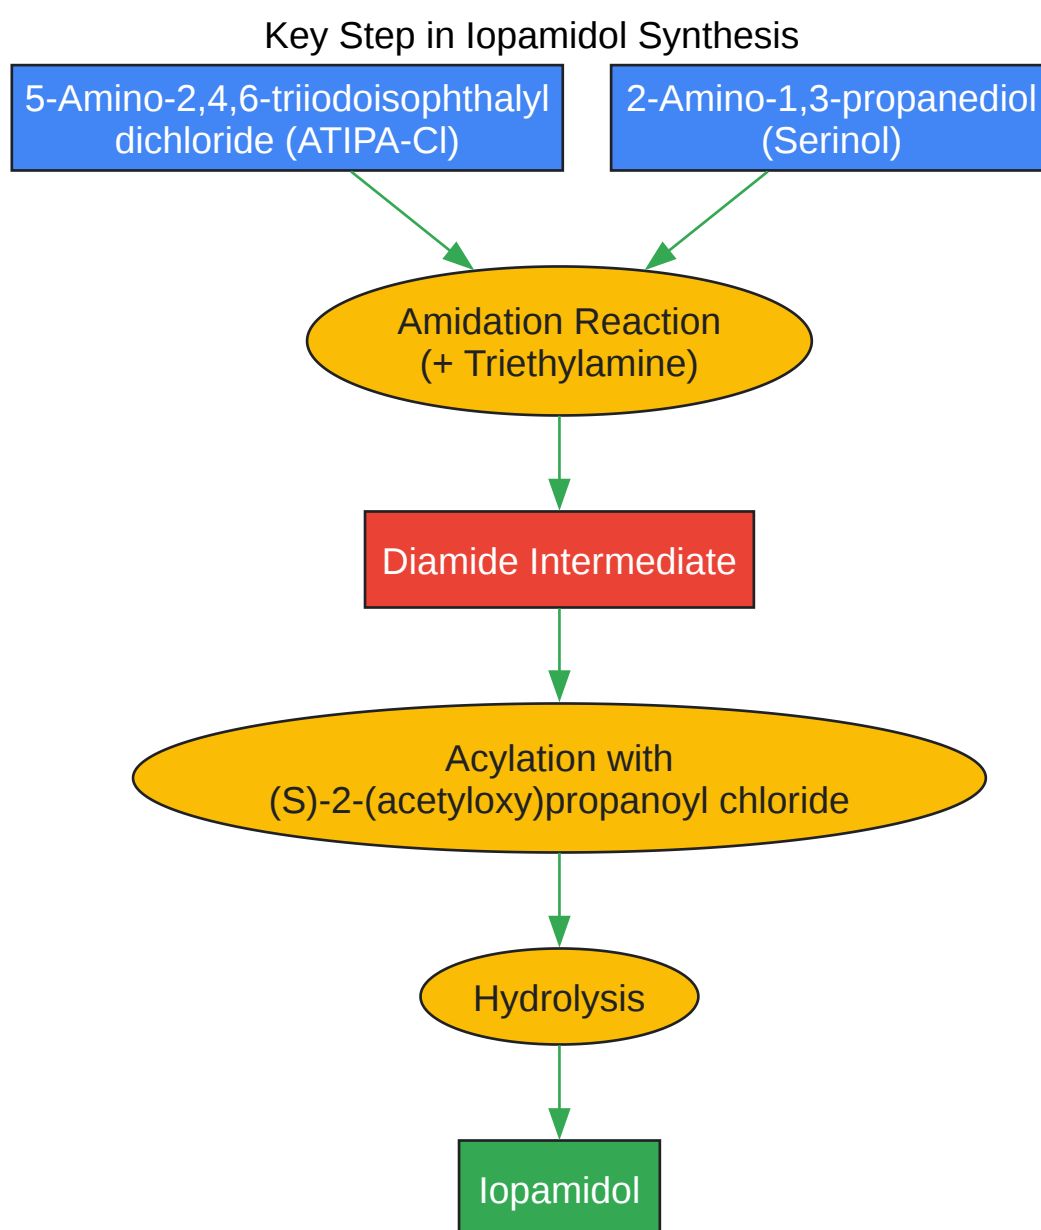 Key Step in Iopamidol Synthesis
5-Amino-2,4,6-triiodoisophthalyl
dichloride (ATIPA-Cl)
2-Amino-1,3-propanediol
(Serinol)
Amidation Reaction
(+ Triethylamine)
Diamide Intermediate
Acylation with
(S)-2-(acetyloxy)propanoyl chloride
Hydrolysis
Iopamidol